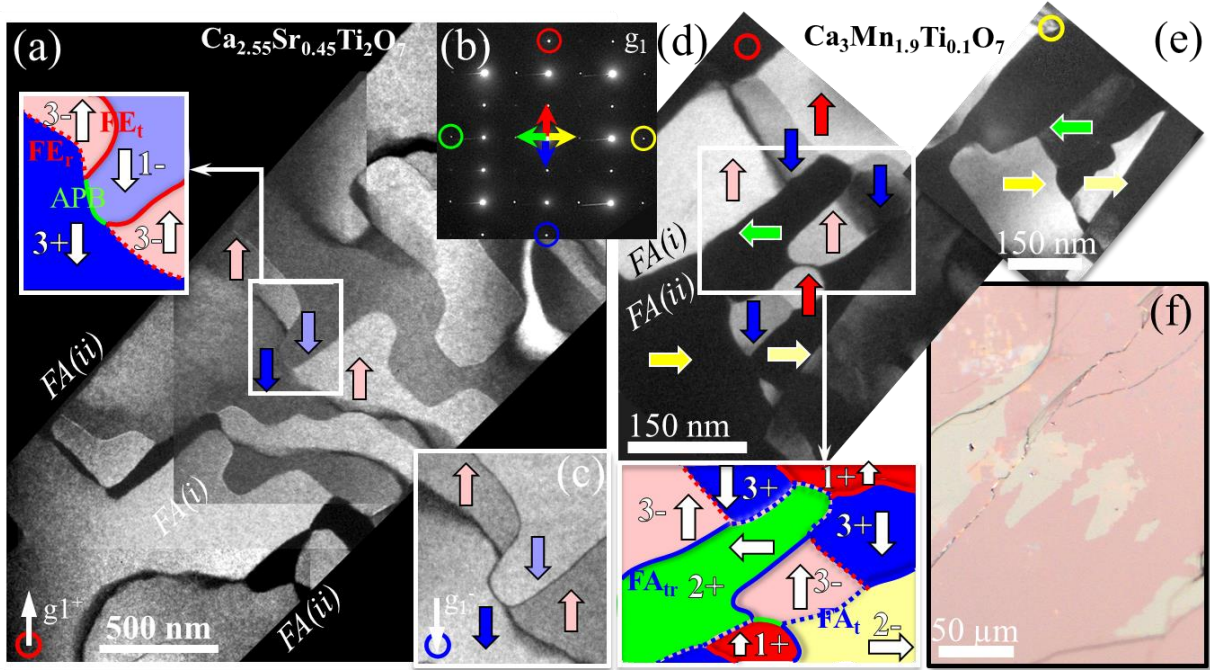 (a)
Ca2.55Sr0.45Ti2O7
(b)
g1
(d)
Ca3Mn1.9Ti0.1O7
(e)
3-
FEt
FEr
1-
APB
3+
3-
FA(ii)
FA(i)
FA(ii)
g1+
500 nm
(c)
g1-
FA(i)
FA(ii)
150 nm
150 nm
3-
3+
1+
3+
FAtr
2+
3-
FAt
1+
2-
(f)
50 µm